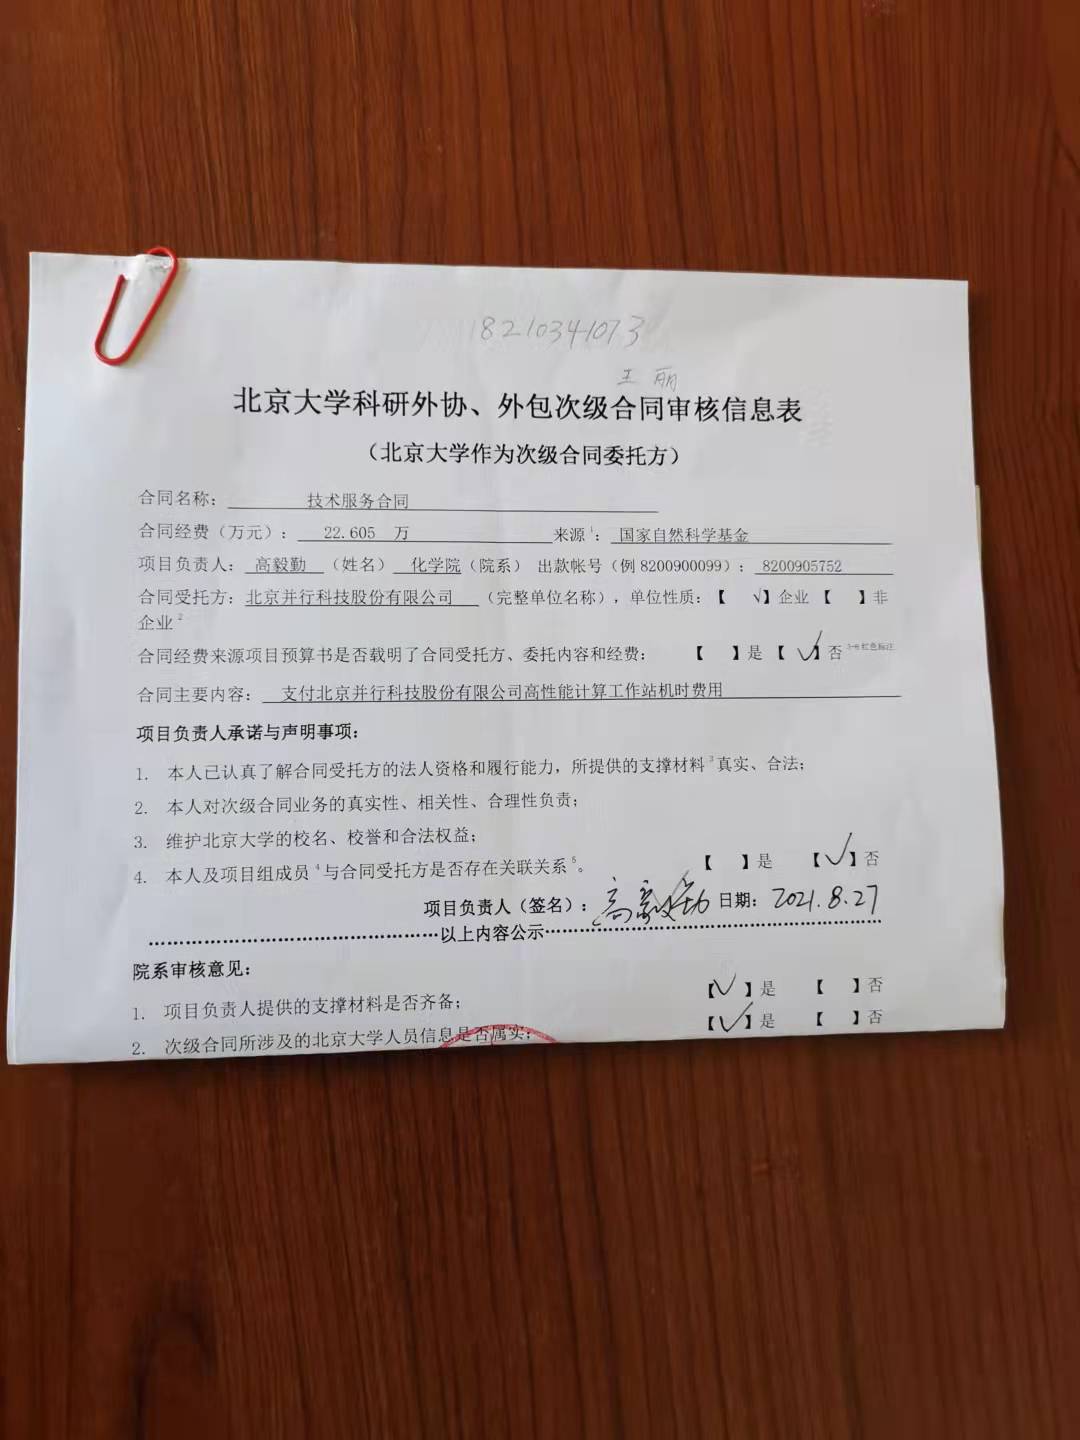 18210341073
王丽
北京大学科研外协、外包次级合同审核信息表
（北京大学作为次级合同委托方）
合同名称： 技术服务合同
合同经费（万元）： 22.605 万 来源1： 国家自然科学基金
项目负责人： 高毅勤 （姓名） 化学院（院系） 出款帐号（例 8200900099）： 8200905752
合同受托方：北京并行科技股份有限公司 （完整单位名称），单位性质：【 √】企业 【 】非
企业2
合同经费来源项目预算书是否载明了合同受托方、委托内容和经费： 【 】是 【 √】否 3-6红色标注
合同主要内容： 支付北京并行科技股份有限公司高性能计算工作站机时费用
项目负责人承诺与声明事项：
1. 本人已认真了解合同受托方的法人资格和履行能力，所提供的支撑材料3真实、合法；
2. 本人对次级合同业务的真实性、相关性、合理性负责；
3. 维护北京大学的校名、校誉和合法权益；
4. 本人及项目组成员4与合同受托方是否存在关联关系5。 【 】是 【√】否
项目负责人（签名）：高毅勤 日期： 2021.8.27
以上内容公示
院系审核意见：
1. 项目负责人提供的支撑材料是否齐备； 【√】是 【 】否
2. 次级合同所涉及的北京大学人员信息是否属实； 【√】是 【 】否